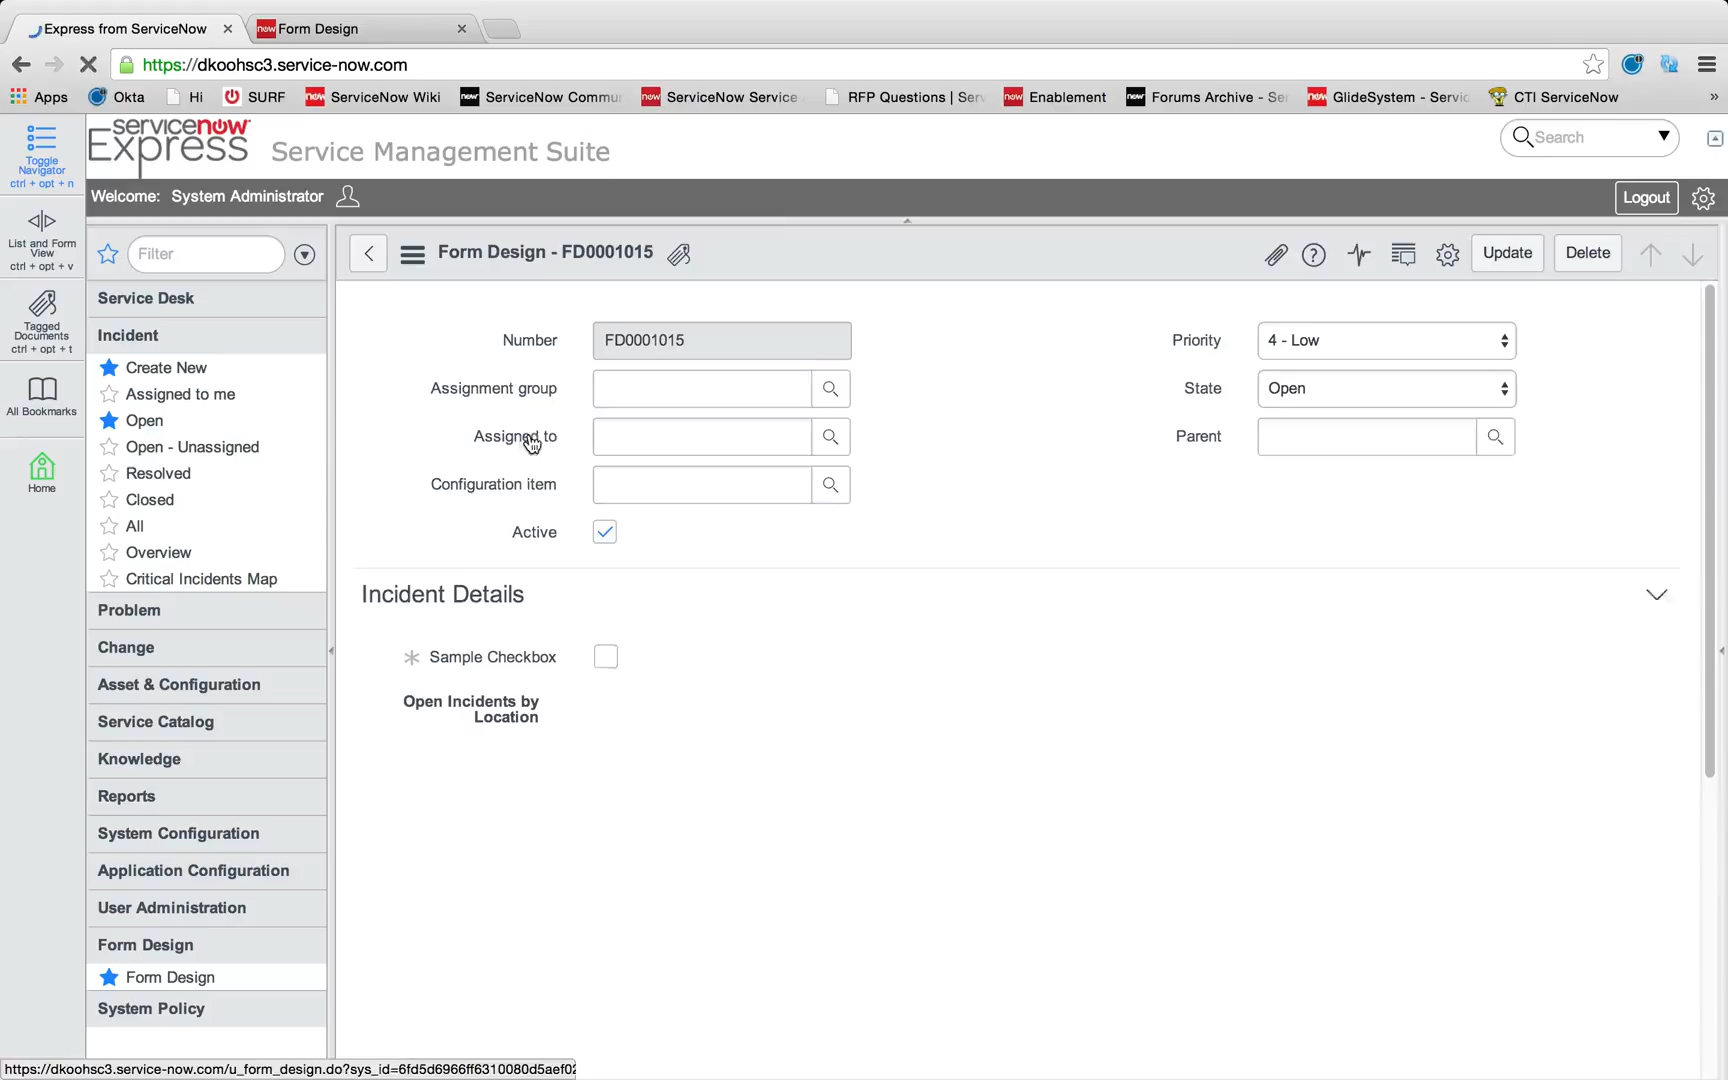 Express from ServiceNow
Form Design
https://dkoohsc3.service-now.com
Apps
Okta
Hi
SURF
ServiceNow Wiki
ServiceNow Commun
ServiceNow Service
RFP Questions | Serv
Enablement
Forums Archive - Se
GlideSystem - Servic
CTI ServiceNow
»
Toggle
Navigator
ctrl + opt + n
servicenow
Express
Service Management Suite
Search
Welcome: System Administrator
Logout
List and Form
View
ctrl + opt + v
Tagged
Documents
ctrl + opt + t
All Bookmarks
Home
Filter
Service Desk
Incident
Create New
Assigned to me
Open
Open - Unassigned
Resolved
Closed
All
Overview
Critical Incidents Map
Problem
Change
Asset & Configuration
Service Catalog
Knowledge
Reports
System Configuration
Application Configuration
User Administration
Form Design
Form Design
System Policy
Form Design - FD0001015
Update
Delete
Number
FD0001015
Assignment group
Assigned to
Configuration item
Active
Priority
4 - Low
State
Open
Parent
Incident Details
Sample Checkbox
Open Incidents by
Location
https://dkoohsc3.service-now.com/u_form_design.do?sys_id=6fd5d6966ff6310080d5aef02